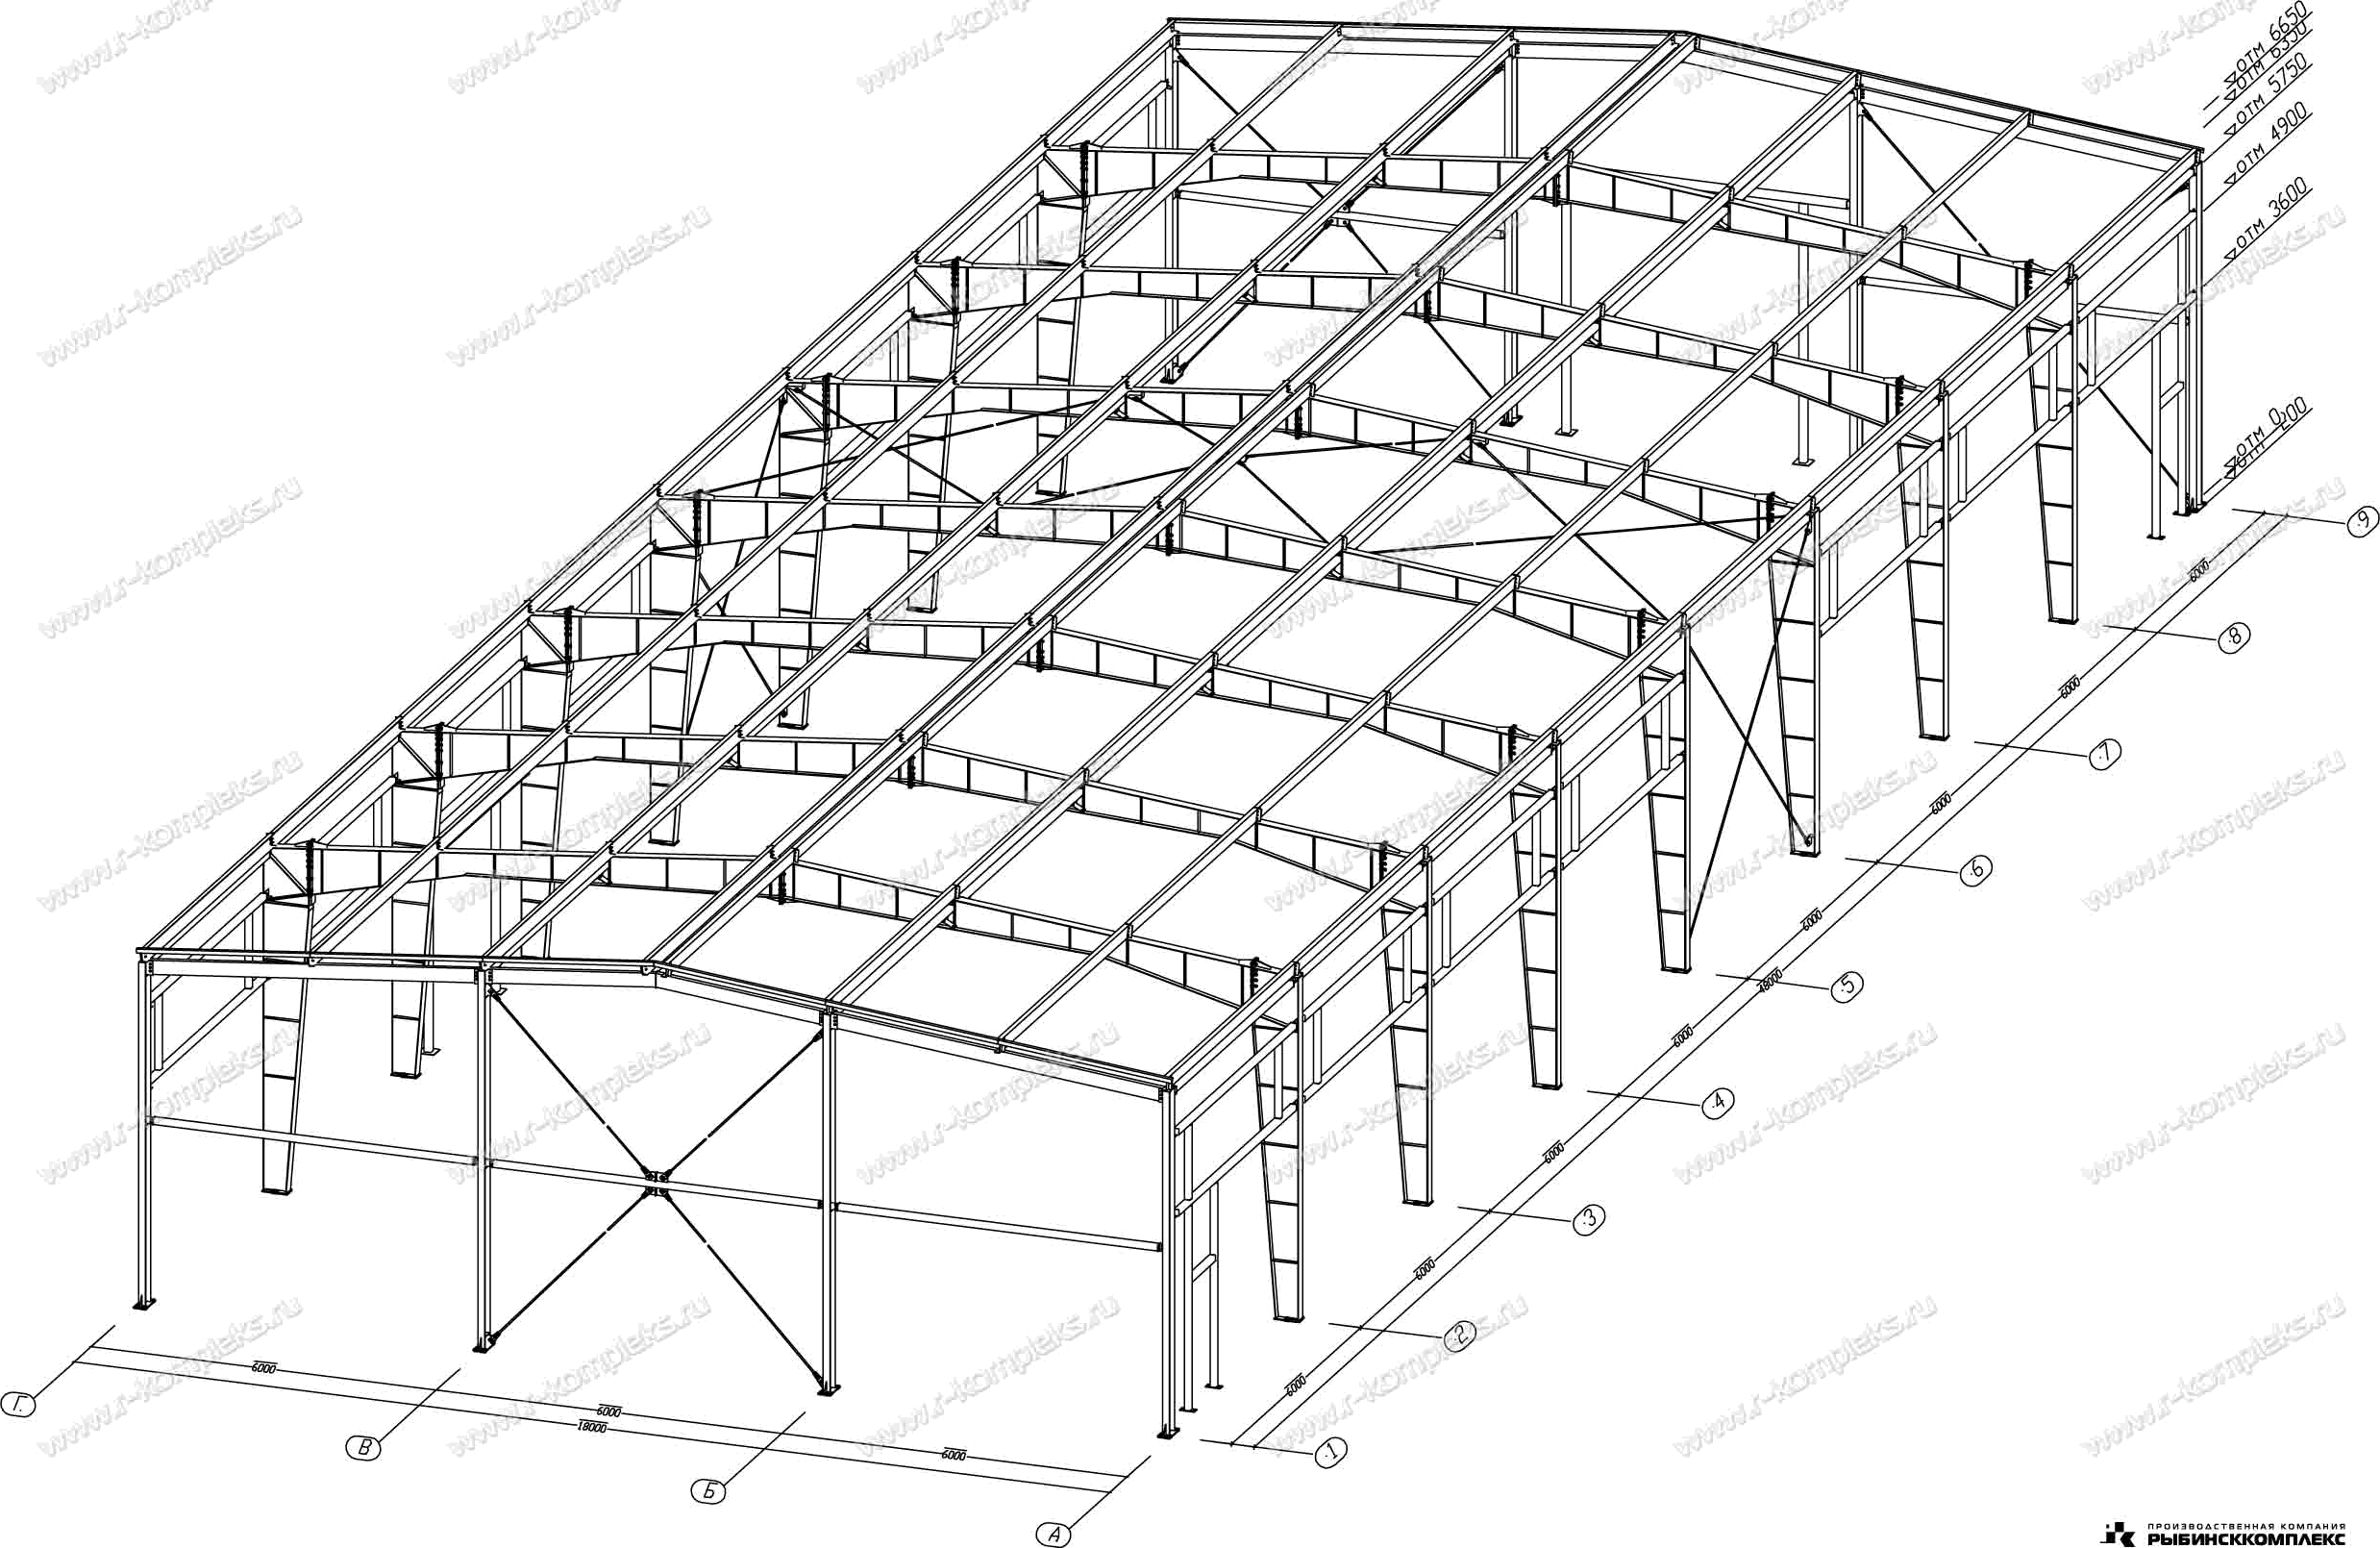 ОТМ 6650
ОТМ 6350
ОТМ 5750
ОТМ 4900
ОТМ 3600
ОТМ 0
-200
9
8
7
6
5
4
3
2
1
6000
6000
6000
6000
48000
6000
6000
6000
6000
6000
6000
18000
6000
Г
В
Б
А
www.r-kompleks.ru
ПРОИЗВОДСТВЕННАЯ КОМПАНИЯ
РЫБИНСККОМПЛЕКС